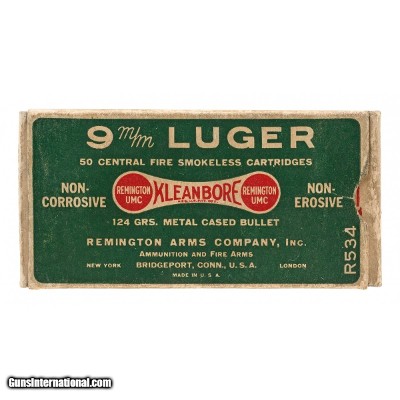 9 m/m LUGER
50 CENTRAL FIRE SMOKELESS CARTRIDGES
NON-CORROSIVE
REMINGTON UMC
KLEANBORE
REMINGTON UMC
NON-EROSIVE
124 GRS. METAL CASED BULLET
REMINGTON ARMS COMPANY, INC.
AMMUNITION AND FIRE ARMS
NEW YORK BRIDGEPORT, CONN., U.S.A. LONDON
MADE IN U.S.A.
R534
GunsInternational.com